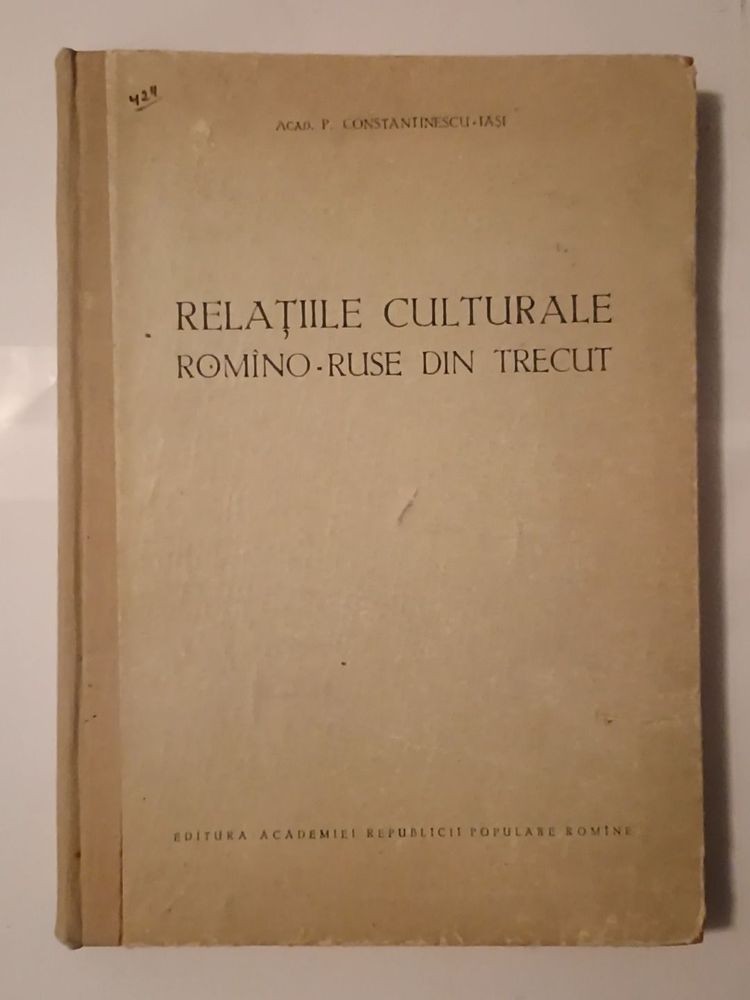 424
ACAD. P. CONSTANTINESCU-IAȘI
RELAȚIILE CULTURALE
ROMÎNO-RUSE DIN TRECUT
EDITURA ACADEMIEI REPUBLICII POPULARE ROMÎNE